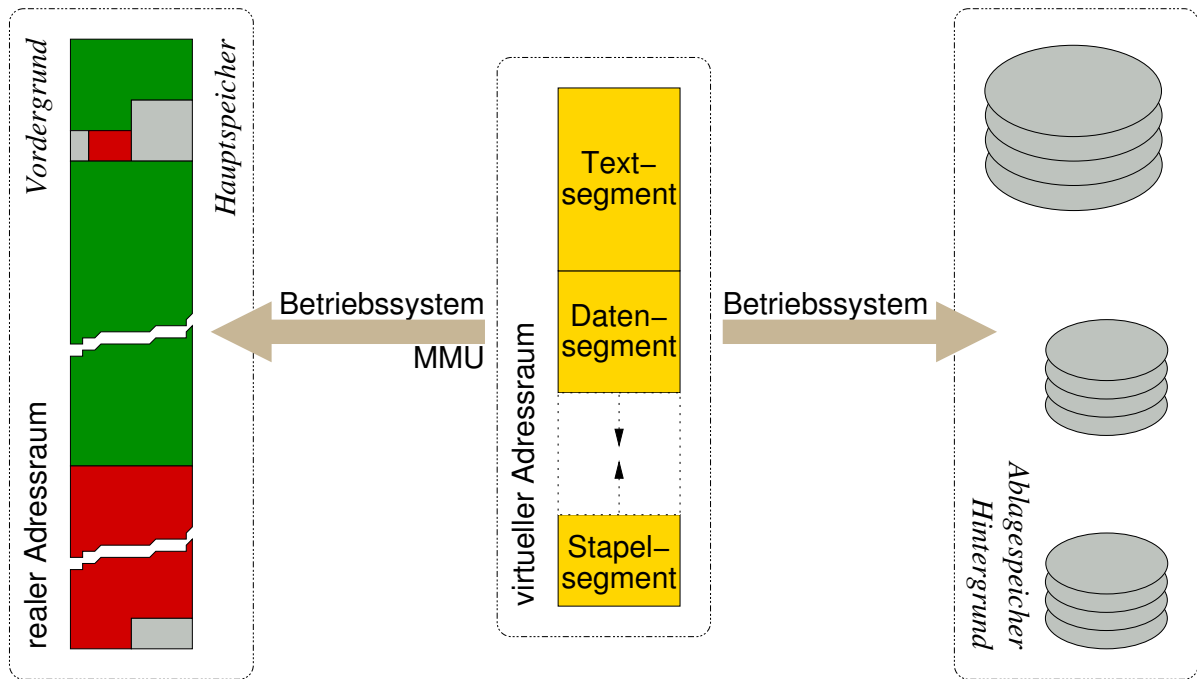 Vordergrund
Hauptspeicher
realer Adressraum
Betriebssystem
MMU
virtueller Adressraum
Text–
segment
Daten–
segment
Stapel–
segment
Betriebssystem
Ablagespeicher
Hintergrund